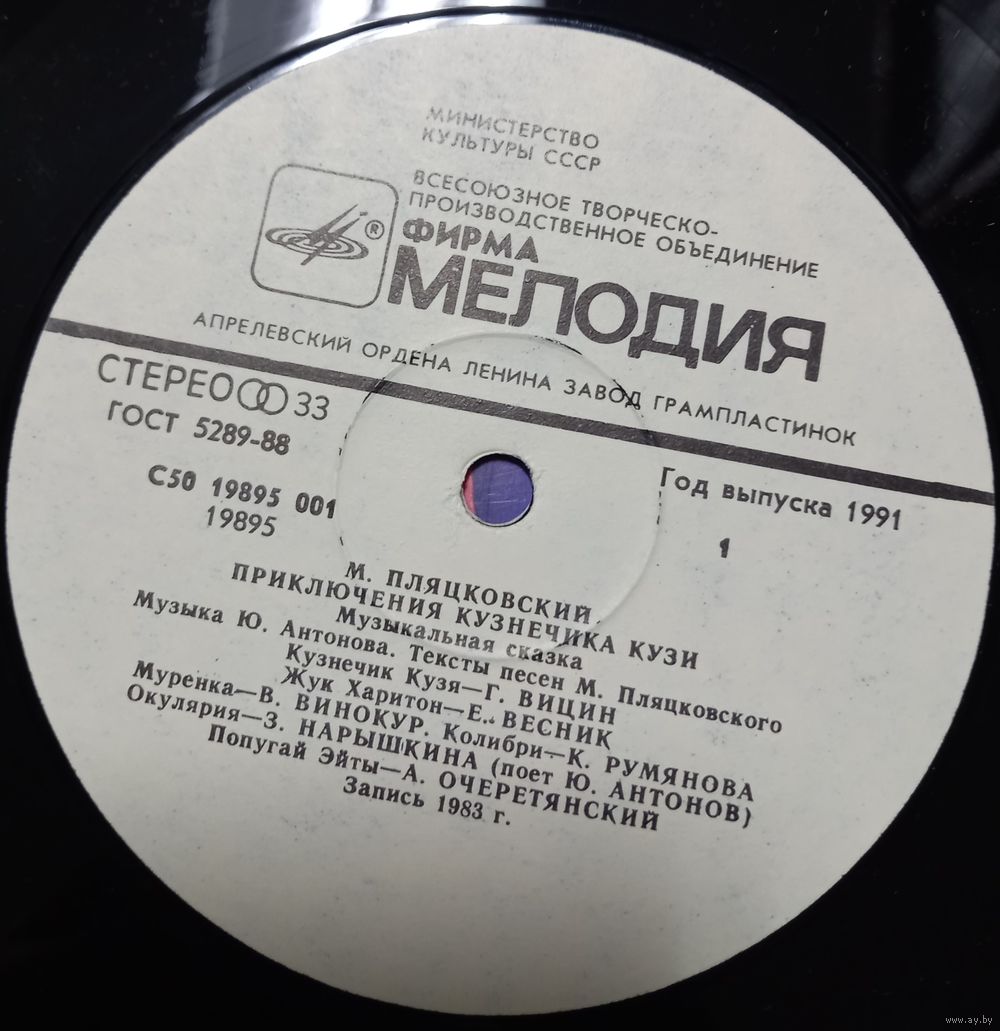 МИНИСТЕРСТВО
КУЛЬТУРЫ СССР
ВСЕСОЮЗНОЕ ТВОРЧЕСКО-
ПРОИЗВОДСТВЕННОЕ ОБЪЕДИНЕНИЕ
ФИРМА
®
МЕЛОДИЯ
АПРЕЛЕВСКИЙ ОРДЕНА ЛЕНИНА ЗАВОД ГРАМПЛАСТИНОК
СТЕРЕО 33
ГОСТ 5289-88
С50 19895 001
19895
Год выпуска 1991
1
М. ПЛЯЦКОВСКИЙ
ПРИКЛЮЧЕНИЯ КУЗНЕЧИКА КУЗИ
Музыкальная сказка
Музыка Ю. Антонова. Тексты песен М. Пляцковского
Кузнечик Кузя—Г. ВИЦИН
Жук Харитон—Е. ВЕСНИК
Муренка—В. ВИНОКУР. Колибри—К. РУМЯНОВА
Окулярия—З. НАРЫШКИНА (поет Ю. АНТОНОВ)
Попугай Эйты—А. ОЧЕРЕТЯНСКИЙ
Запись 1983 г.
www.ay.by